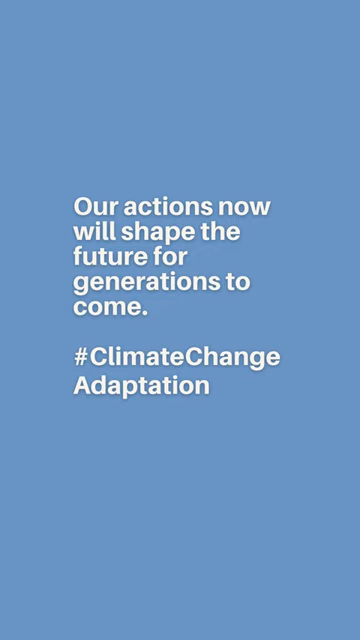 Our actions now
will shape the
future for
generations to
come.
#ClimateChange
Adaptation